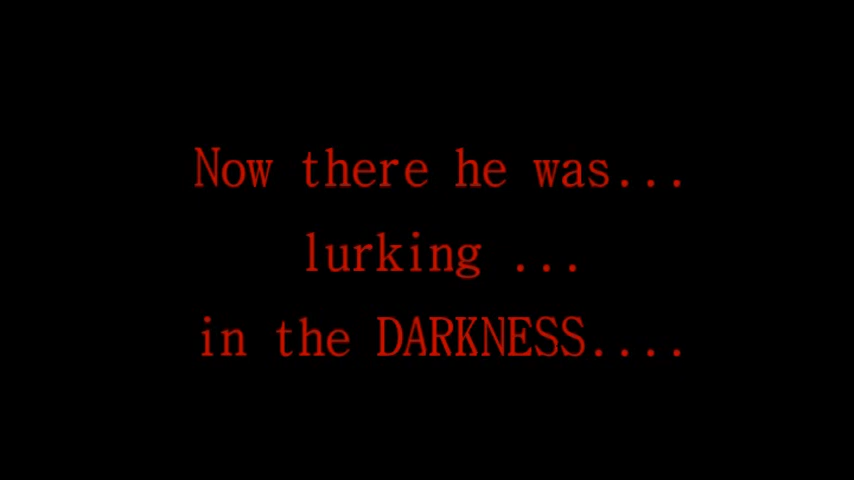 Now there he was...
lurking ...
in the DARKNESS....